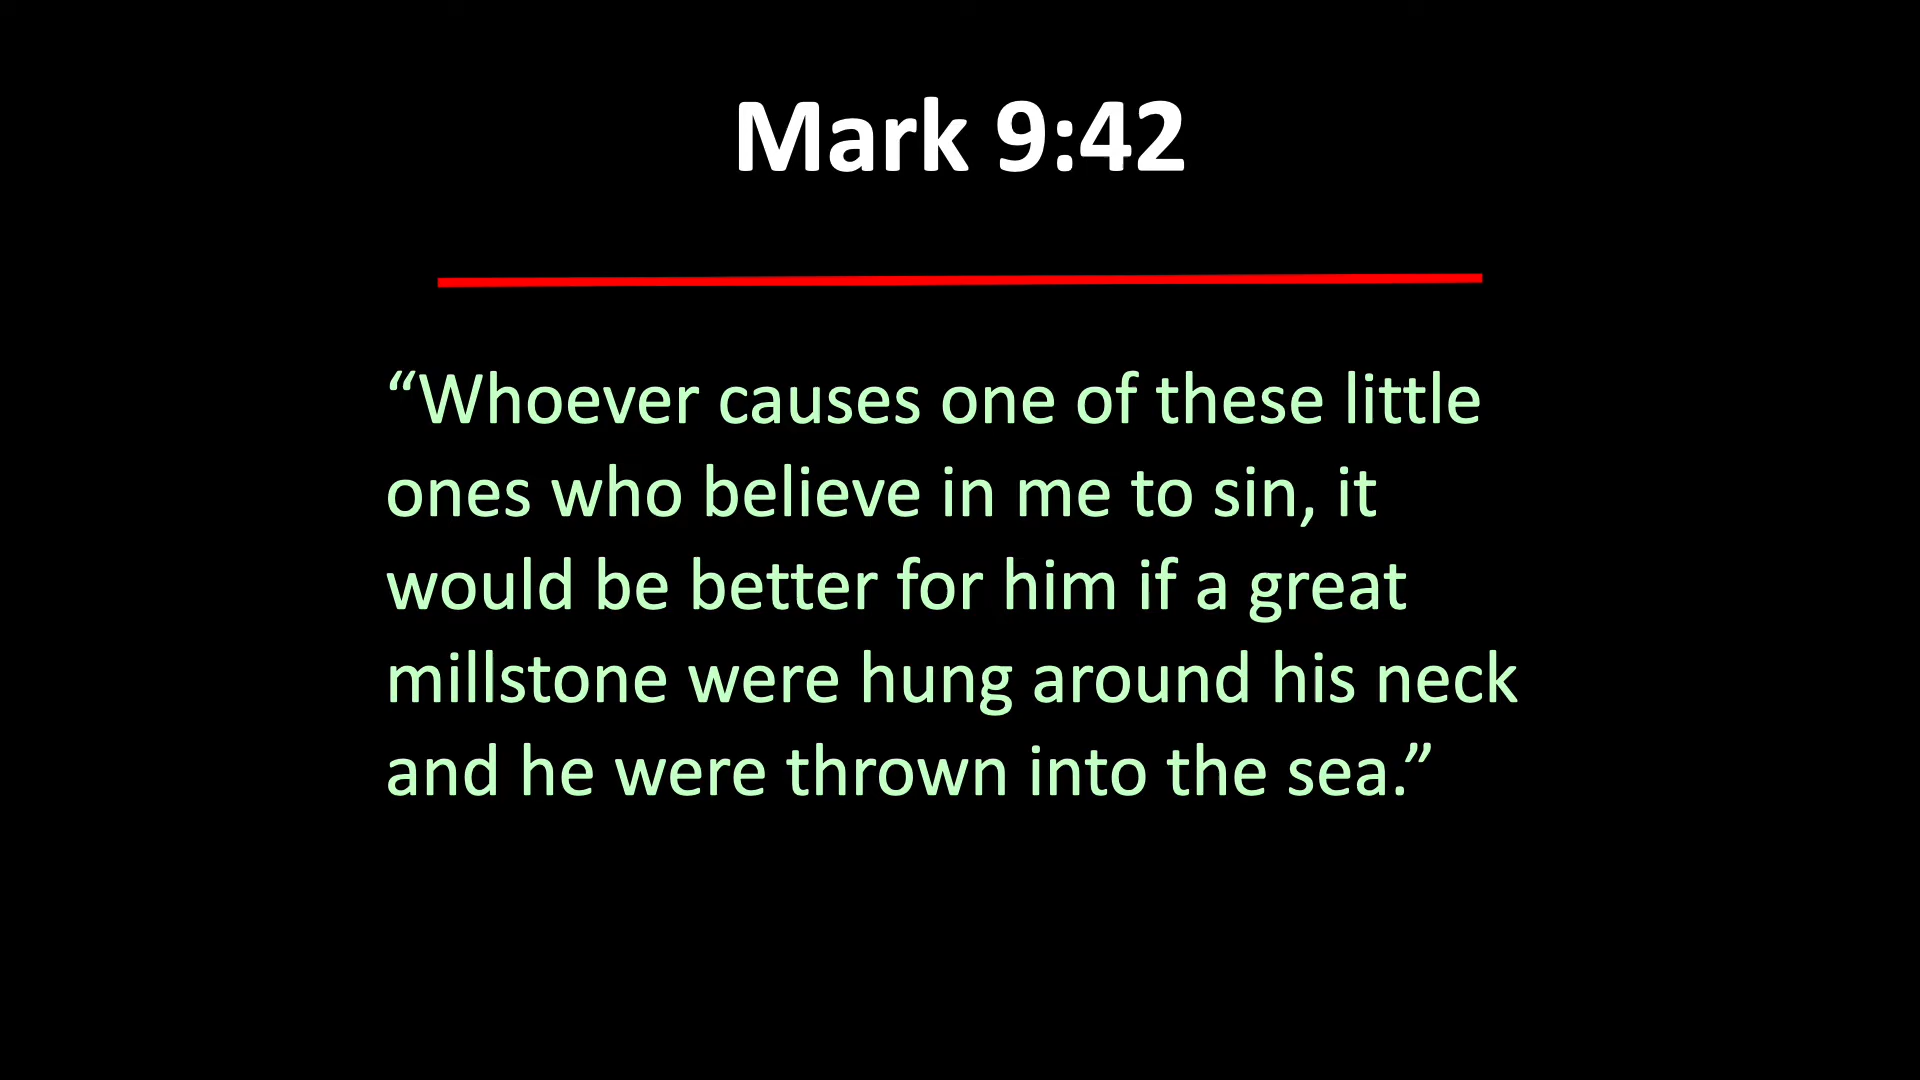 Mark 9:42
“Whoever causes one of these little
ones who believe in me to sin, it
would be better for him if a great
millstone were hung around his neck
and he were thrown into the sea.”